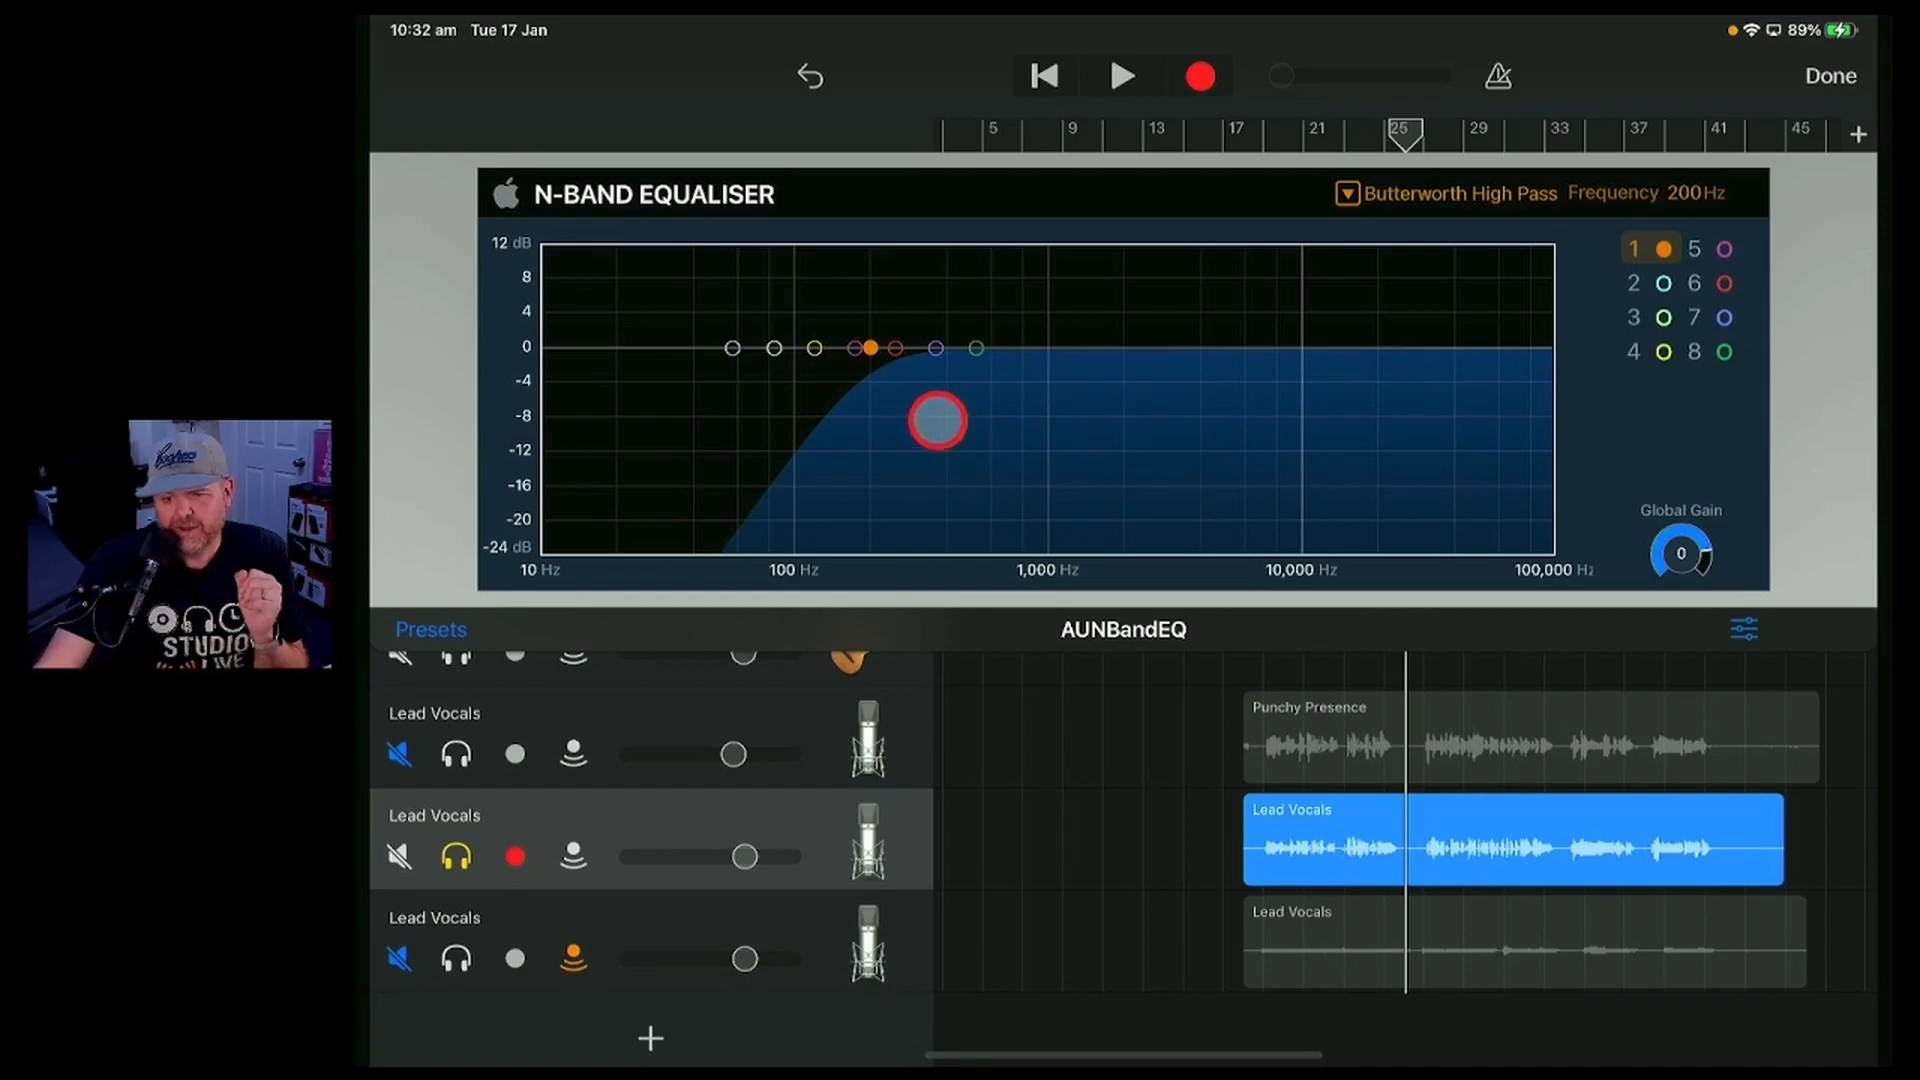 10:32 am Tue 17 Jan
89%
Done
5 9 13 17 21 25 29 33 37 41 45
N-BAND EQUALISER
Butterworth High Pass Frequency 200 Hz
12 dB
8
4
0
-4
-8
-12
-16
-20
-24 dB
10 Hz 100 Hz 1,000 Hz 10,000 Hz 100,000 Hz
1 5
2 6
3 7
4 8
Global Gain
0
STUDIO
LIVE
Presets
AUNBandEQ
Lead Vocals
Punchy Presence
Lead Vocals
Lead Vocals
Lead Vocals
Lead Vocals